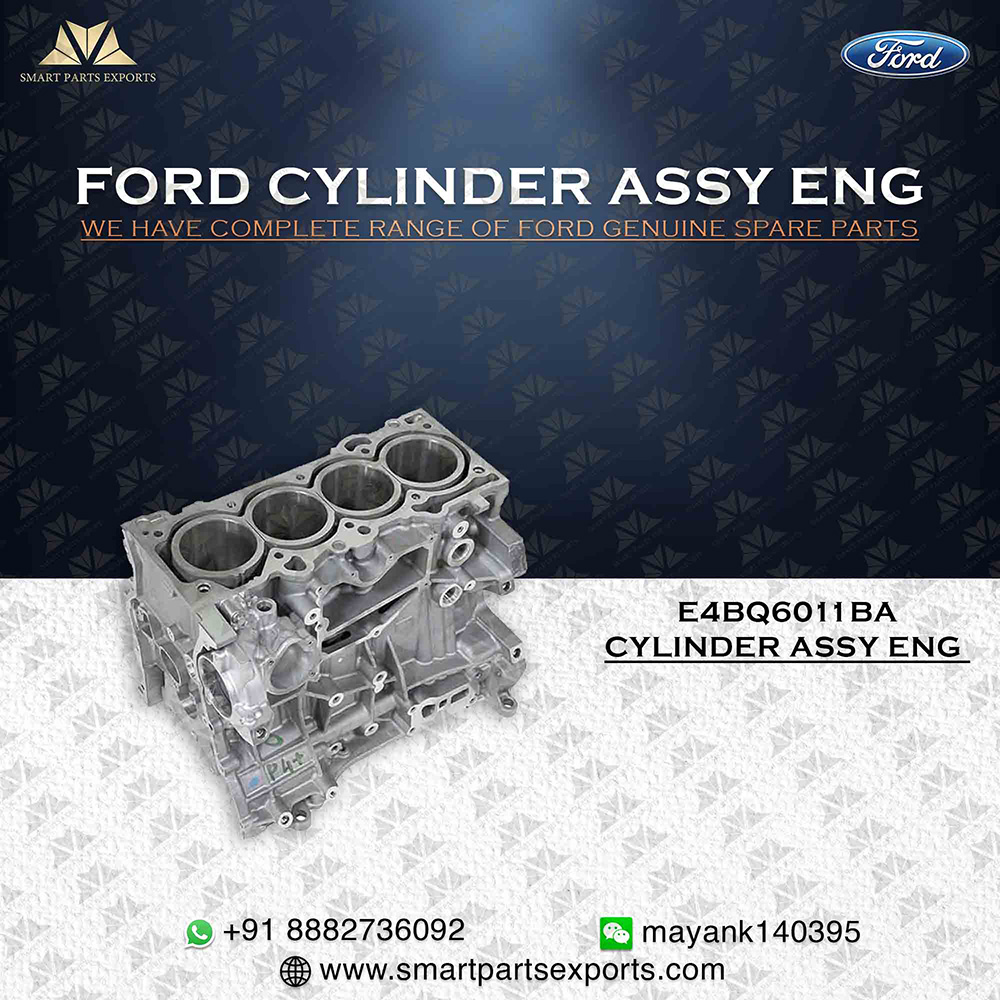 SMART PARTS EXPORTS
Ford
FORD CYLINDER ASSY ENG
WE HAVE COMPLETE RANGE OF FORD GENUINE SPARE PARTS
E4BQ6011BA
CYLINDER ASSY ENG
P4+
+91 8882736092
mayank140395
www.smartpartsexports.com